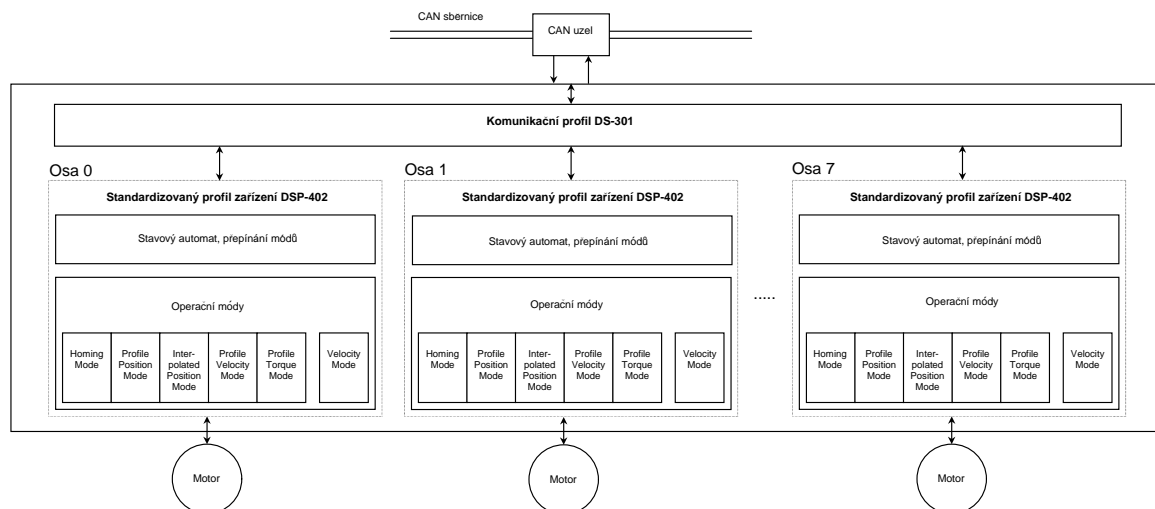 CAN sbernice
CAN uzel
Komunikační profil DS-301
Osa 0
Osa 1
Osa 7
Standardizovaný profil zařízení DSP-402
Standardizovaný profil zařízení DSP-402
Standardizovaný profil zařízení DSP-402
Stavový automat, přepínání módů
Stavový automat, přepínání módů
Stavový automat, přepínání módů
Operační módy
Operační módy
.....
Operační módy
Homing
Mode
Profile
Position
Mode
Inter-
polated
Position
Mode
Profile
Velocity
Mode
Profile
Torque
Mode
Velocity
Mode
Homing
Mode
Profile
Position
Mode
Inter-
polated
Position
Mode
Profile
Velocity
Mode
Profile
Torque
Mode
Velocity
Mode
Homing
Mode
Profile
Position
Mode
Inter-
polated
Position
Mode
Profile
Velocity
Mode
Profile
Torque
Mode
Velocity
Mode
Motor
Motor
Motor